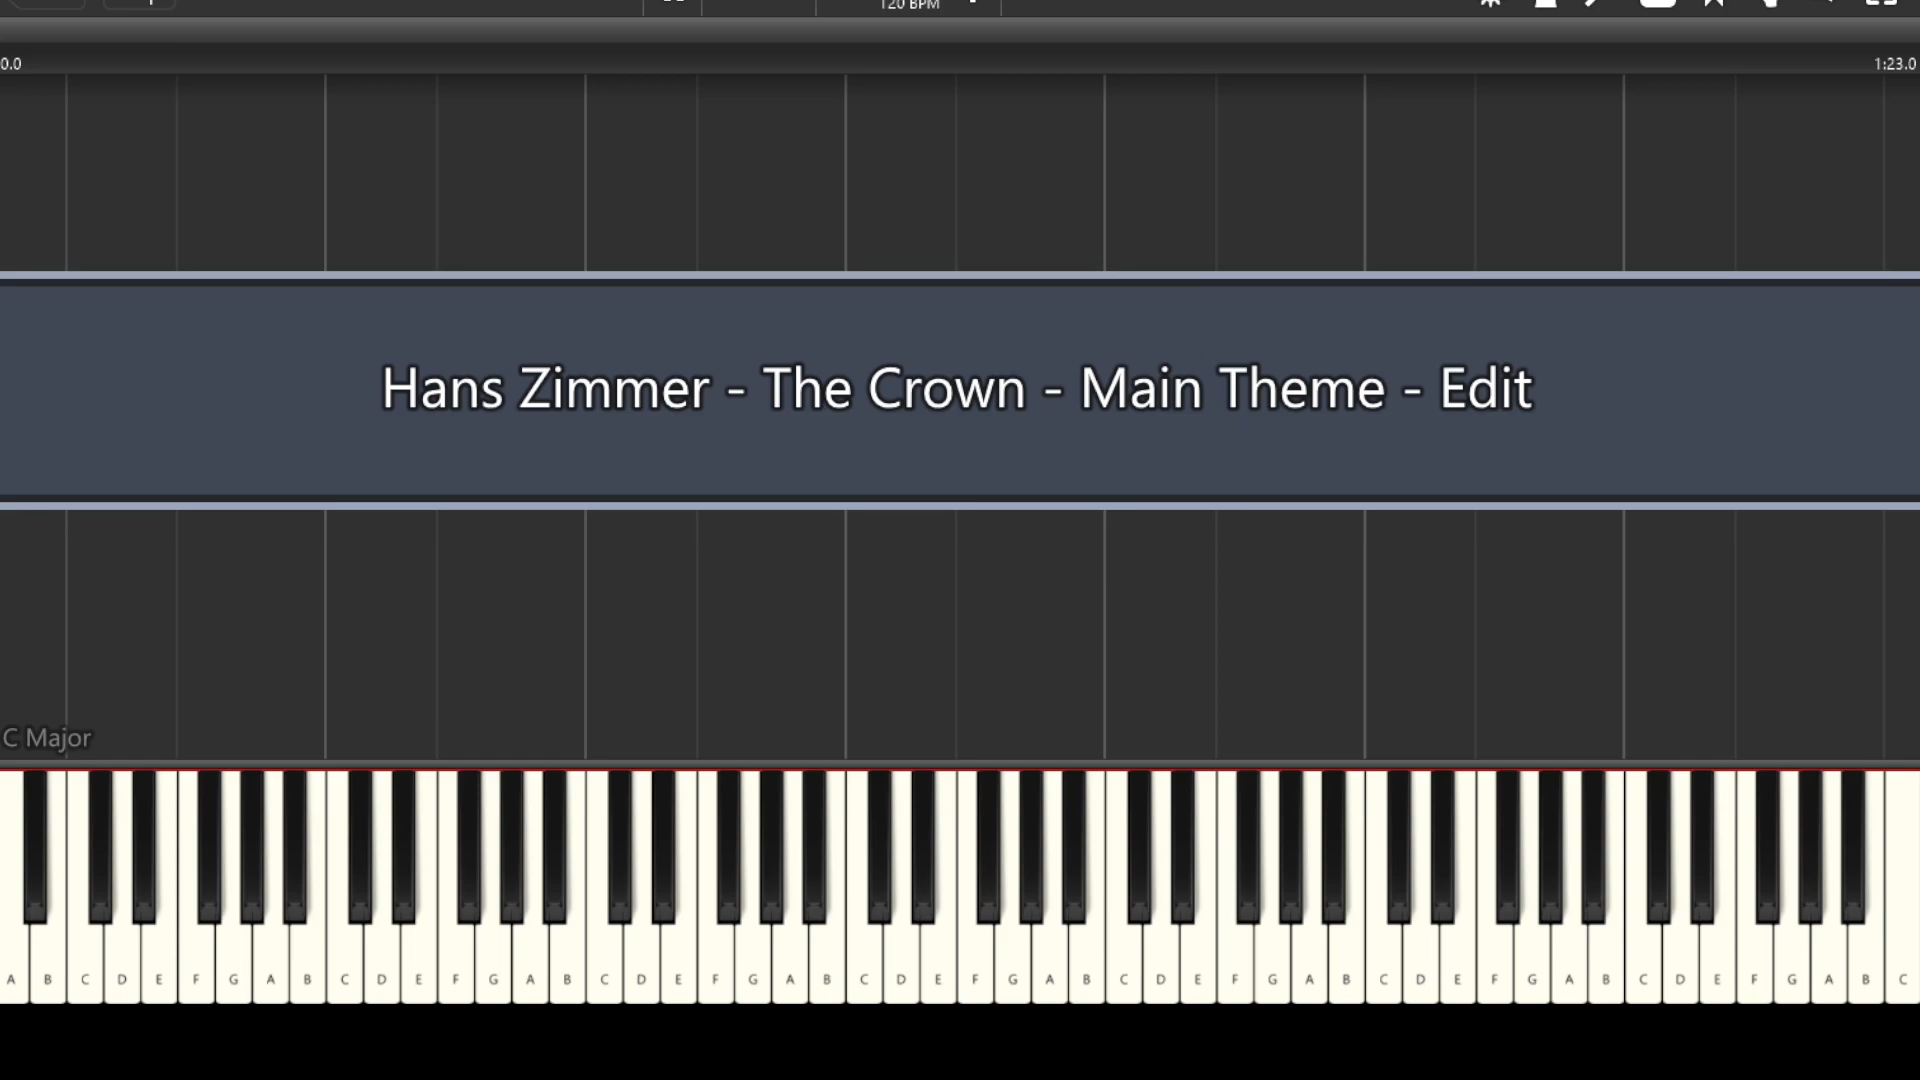 120 BPM
0.0 1:23.0
Hans Zimmer - The Crown - Main Theme - Edit
C Major
A B C D E F G A B C D E F G A B C D E F G A B C D E F G A B C D E F G A B C D E F G A B C D E F G A B C